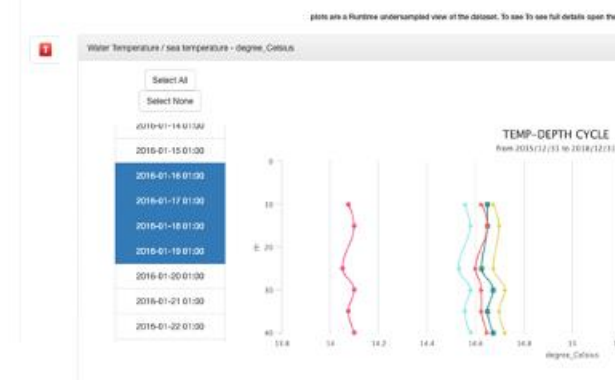 plots are a Runtime undersampled view of the dataset. To see To see full details open the
T
Water Temperature / sea temperature - degree_Celsius
Select All
Select None
2016-01-14 01:00
2016-01-15 01:00
2016-01-16 01:00
2016-01-17 01:00
2016-01-18 01:00
2016-01-19 01:00
2016-01-20 01:00
2016-01-21 01:00
2016-01-22 01:00
TEMP-DEPTH CYCLE
from 2015/12/31 to 2016/12/31
0
10
20
30
40
m
13.8
14
14.2
14.4
14.6
14.8
15
degree_Celsius